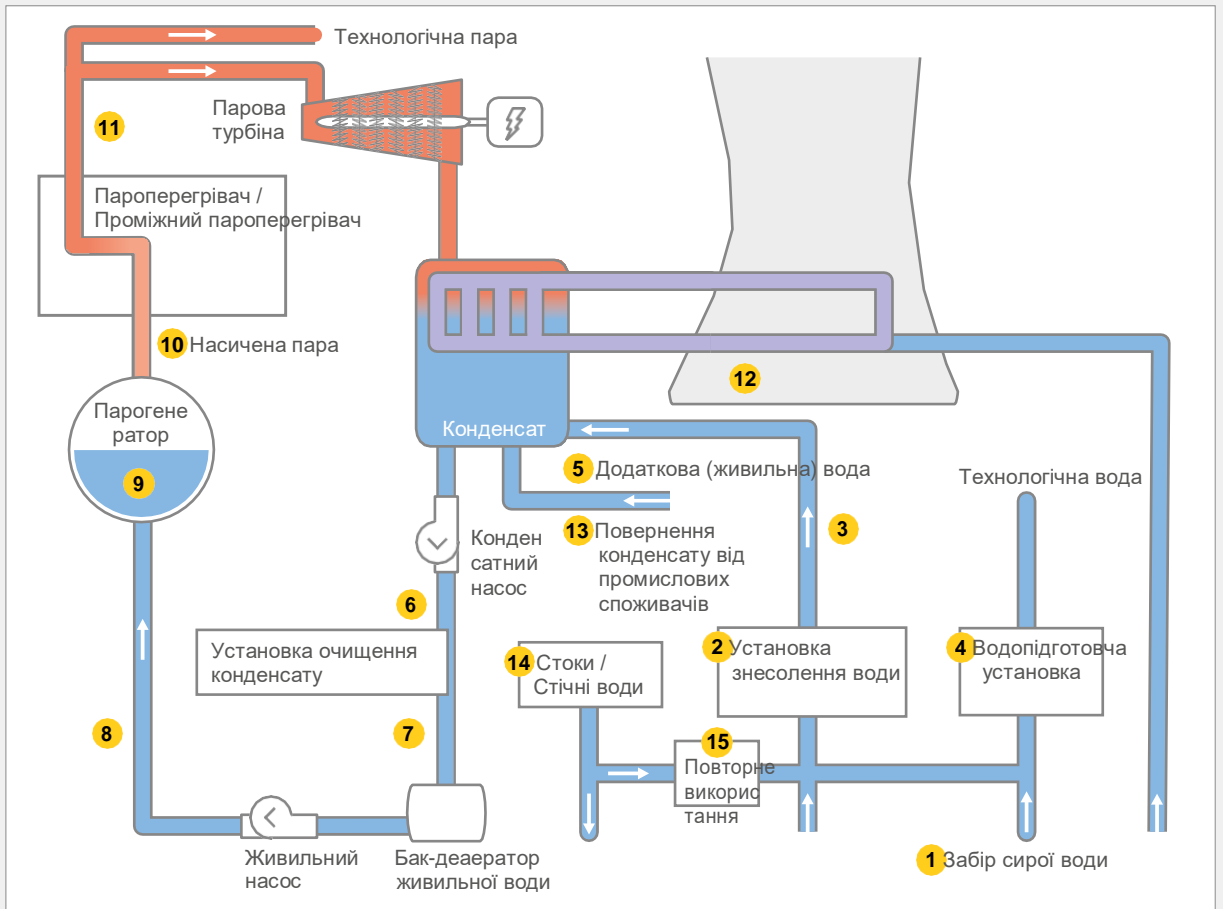 Технологічна пара
Парова
турбіна
11
Пароперегрівач /
Проміжний пароперегрівач
10 Насичена пара
12
Парогене
ратор
9
Конденсат
5 Додаткова (живильна) вода
Технологічна вода
13 Повернення
конденсату від
промислових
споживачів
3
Конден
сатний
насос
6
Установка очищення
конденсату
14 Стоки /
Стічні води
2 Установка
знесолення води
4 Водопідготовча
установка
8
7
15
Повторне
викорис
тання
Живильний
насос
Бак-деаератор
живильної води
1 Забір сирої води